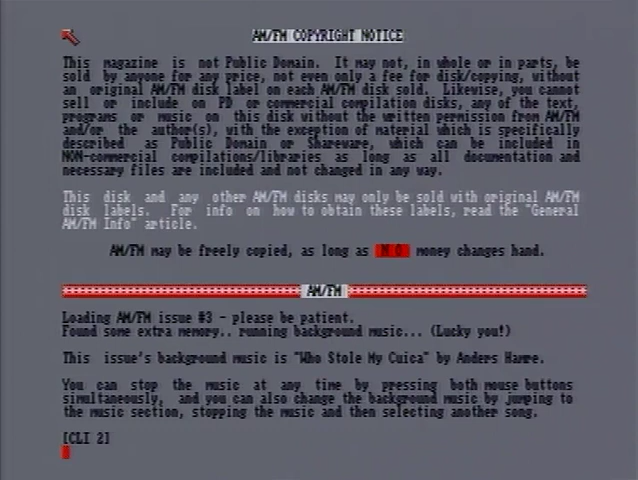 AM/FM COPYRIGHT NOTICE
This magazine is not Public Domain. It may not, in whole or in parts, be
sold by anyone for any price, not even only a fee for disk/copying, without
an original AM/FM disk label on each AM/FM disk sold. Likewise, you cannot
sell or include on PD or commercial compilation disks, any of the text,
programs or music on this disk without the written permission from AM/FM
and/or the author(s), with the exception of material which is specifically
described as Public Domain or Shareware, which can be included in
NON-commercial compilations/libraries as long as all documentation and
necessary files are included and not changed in any way.
This disk and any other AM/FM disks may only be sold with original AM/FM
disk labels. For info on how to obtain these labels, read the "General
AM/FM Info" article.
AM/FM may be freely copied, as long as N O money changes hand.
AM/FM
Loading AM/FM issue #3 - please be patient.
Found some extra memory.. running background music... (Lucky you!)
This issue's background music is "Who Stole My Cuica" by Anders Hamre.
You can stop the music at any time by pressing both mouse buttons
simultaneously, and you can also change the background music by jumping to
the music section, stopping the music and then selecting another song.
[CLI 2]